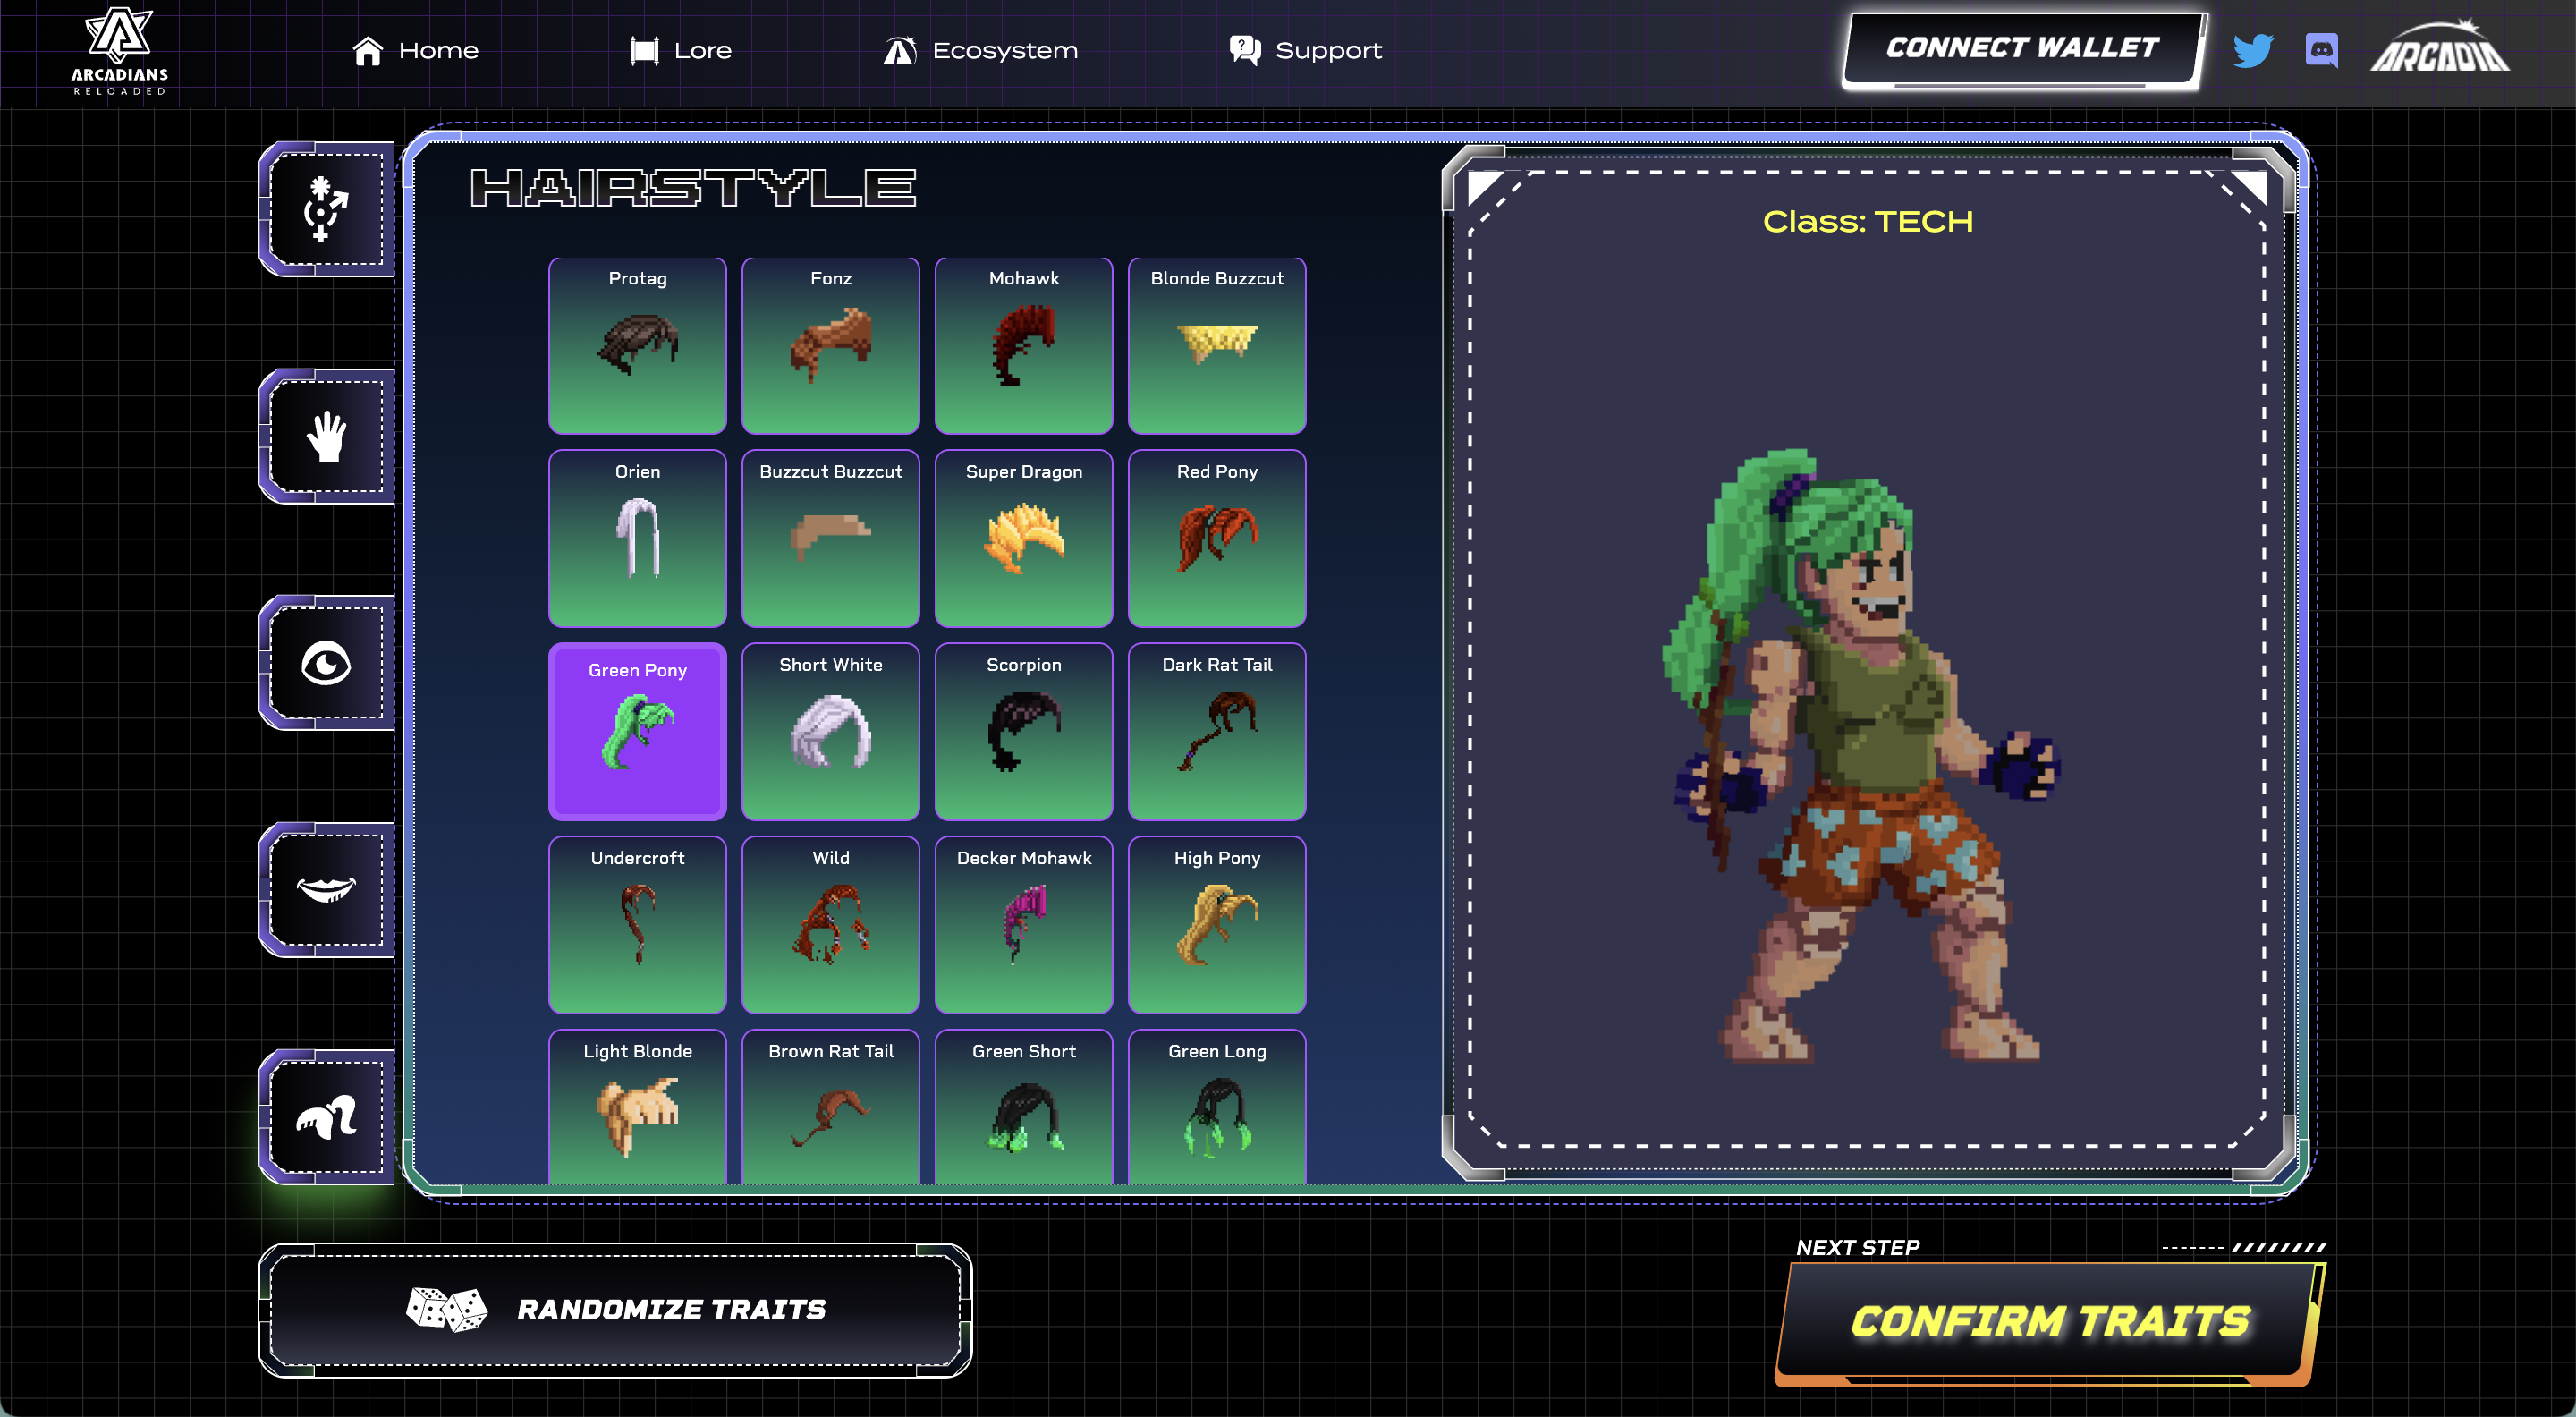 ARCADIANS
RELOADED
Home
Lore
Ecosystem
Support
CONNECT WALLET
ARCADIA
HAIRSTYLE
Class: TECH
Protag
Fonz
Mohawk
Blonde Buzzcut
Orien
Buzzcut Buzzcut
Super Dragon
Red Pony
Green Pony
Short White
Scorpion
Dark Rat Tail
Undercroft
Wild
Decker Mohawk
High Pony
Light Blonde
Brown Rat Tail
Green Short
Green Long
RANDOMIZE TRAITS
NEXT STEP
CONFIRM TRAITS